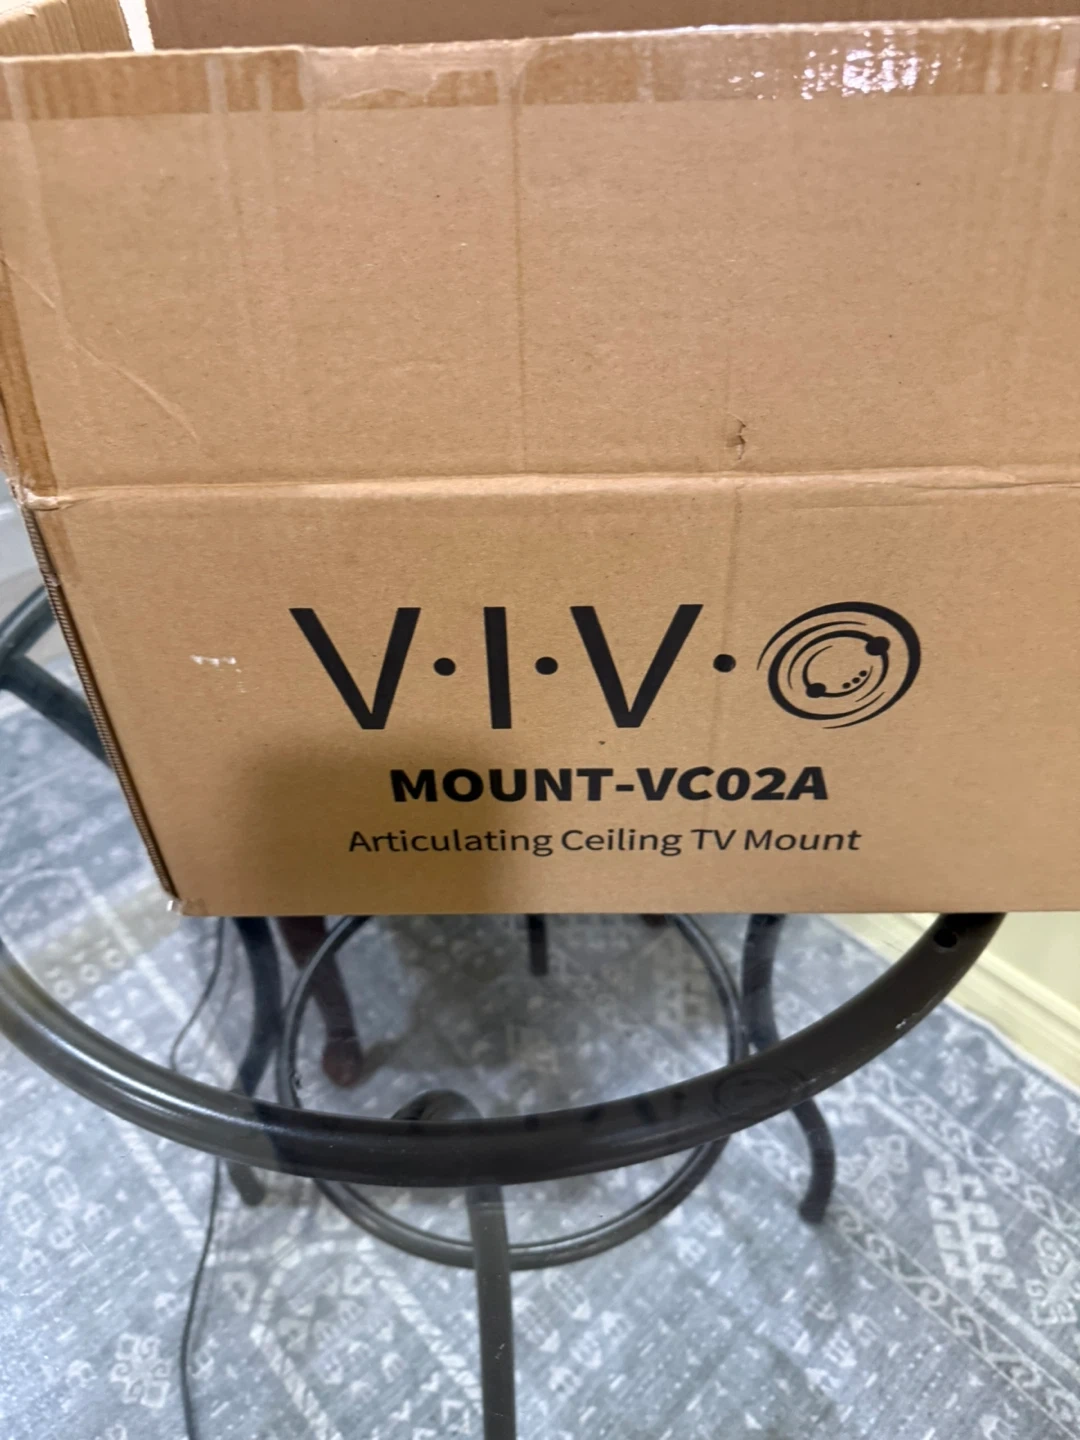 V·I·V·O
MOUNT-VC02A
Articulating Ceiling TV Mount